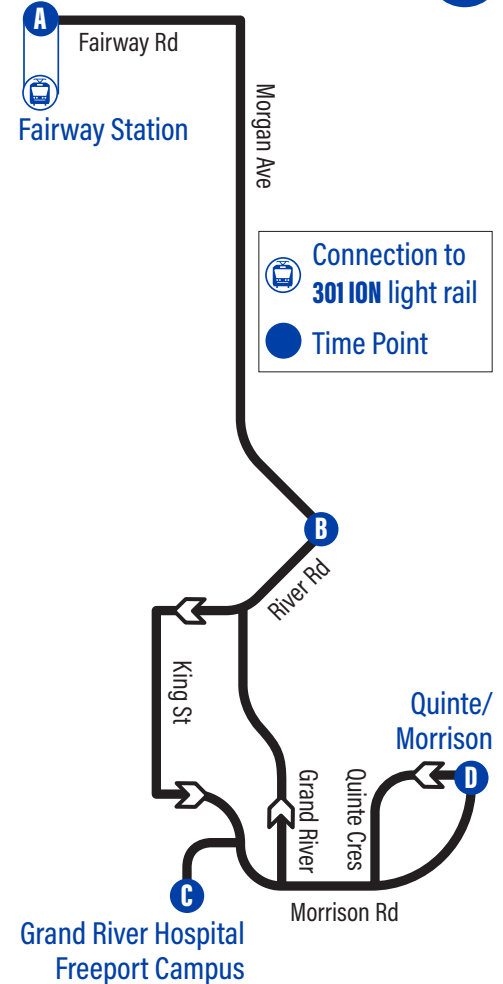 A
Fairway Rd
Fairway Station
Morgan Ave
Connection to
301 ION light rail
Time Point
B
River Rd
King St
Quinte/
Morrison
D
Grand River
Quinte Cres
C
Morrison Rd
Grand River Hospital
Freeport Campus